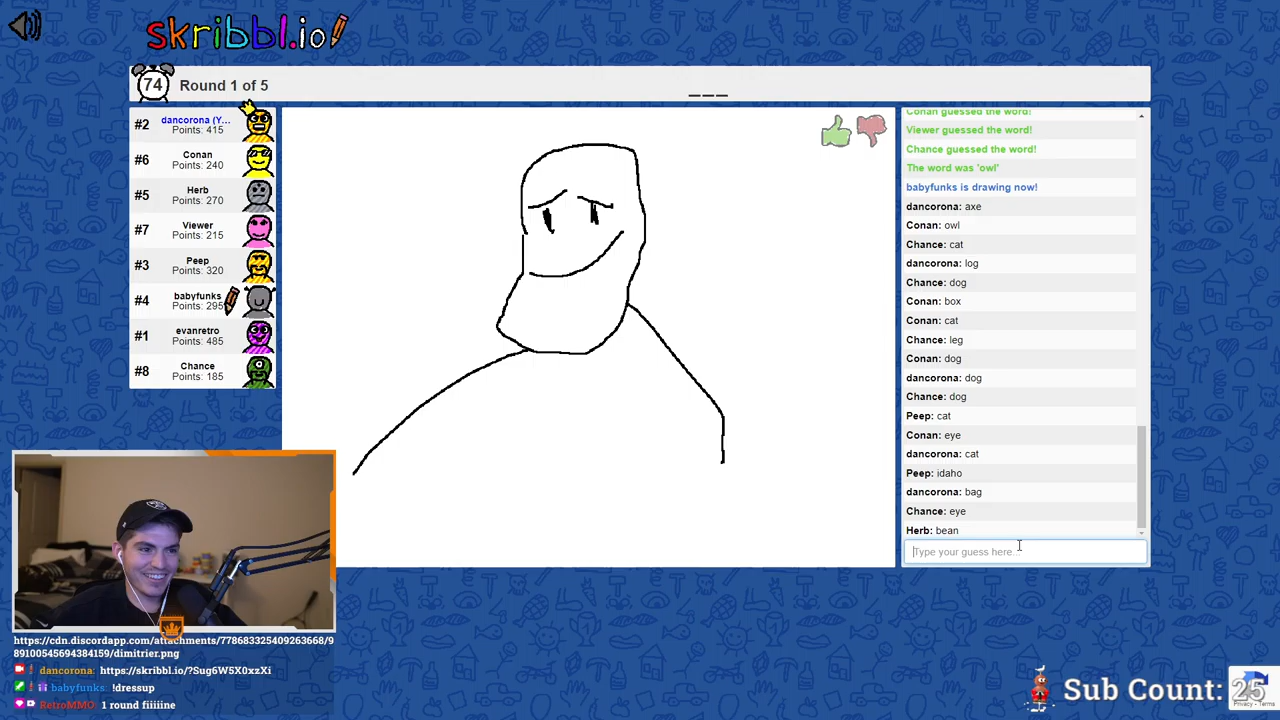 skribbl.io
74
Round 1 of 5
_ _ _
#2 dancorona (Y...
Points: 415
#6 Conan
Points: 240
#5 Herb
Points: 270
#7 Viewer
Points: 215
#3 Peep
Points: 320
#4 babyfunks
Points: 295
#1 evanretro
Points: 485
#8 Chance
Points: 185
Conan guessed the word!
Viewer guessed the word!
Chance guessed the word!
The word was 'owl'
babyfunks is drawing now!
dancorona: axe
Conan: owl
Chance: cat
dancorona: log
Chance: dog
Conan: box
Conan: cat
Chance: leg
Conan: dog
dancorona: dog
Chance: dog
Peep: cat
Conan: eye
dancorona: cat
Peep: idaho
dancorona: bag
Chance: eye
Herb: bean
Type your guess here...
https://cdn.discordapp.com/attachments/778683325409263668/9
89100545694384159/dimitrier.png
dancorona: https://skribbl.io/?Sug6W5X0xzXi
babyfunks: !dressup
RetroMMO: 1 round fiiiiine
Sub Count: 25
Privacy - Terms